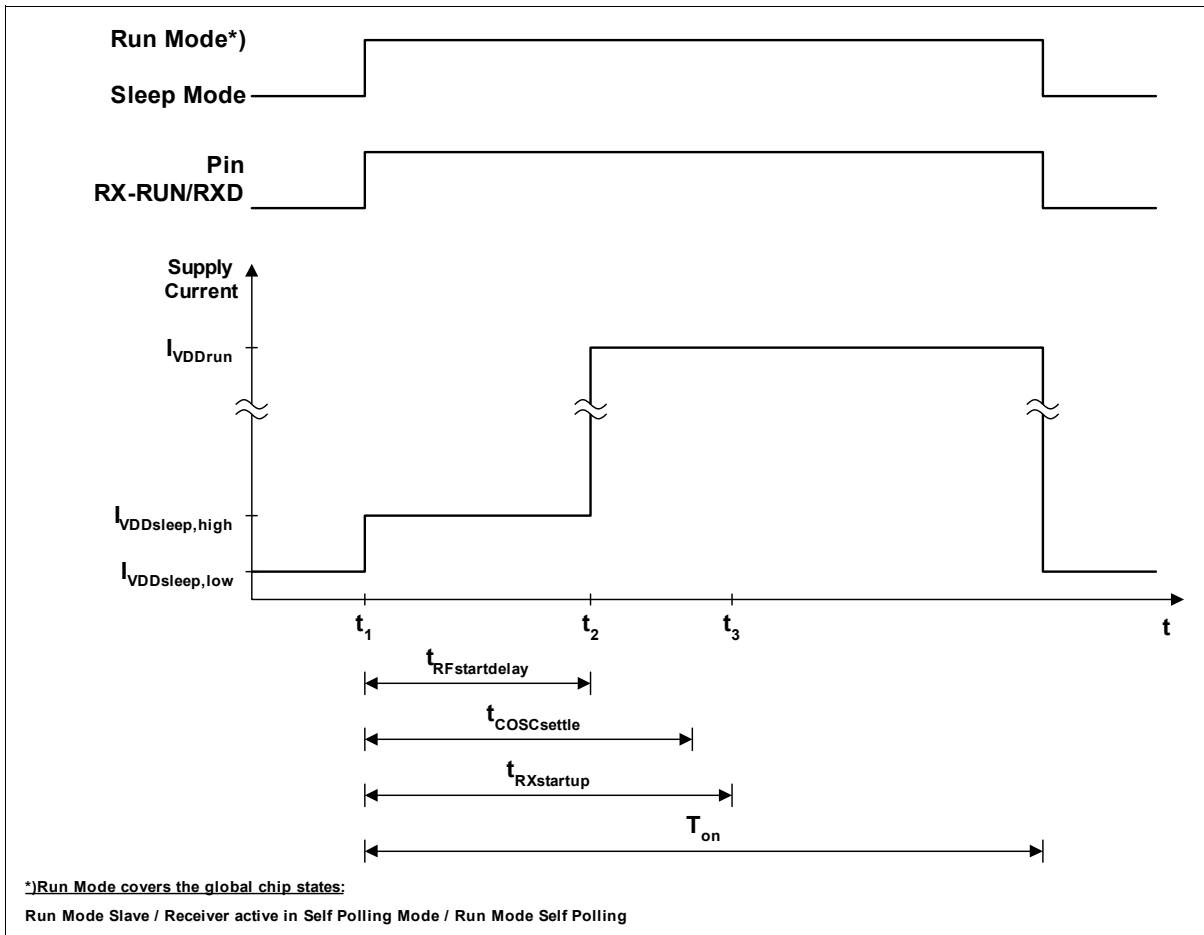 Run Mode*)
Sleep Mode
Pin
RX-RUN/RXD
Supply
Current
IVDDrun
IVDDsleep,high
IVDDsleep,low
t1
t2
t3
t
tRFstartdelay
tCOSCsettle
tRXstartup
Ton
*)Run Mode covers the global chip states:
Run Mode Slave / Receiver active in Self Polling Mode / Run Mode Self Polling